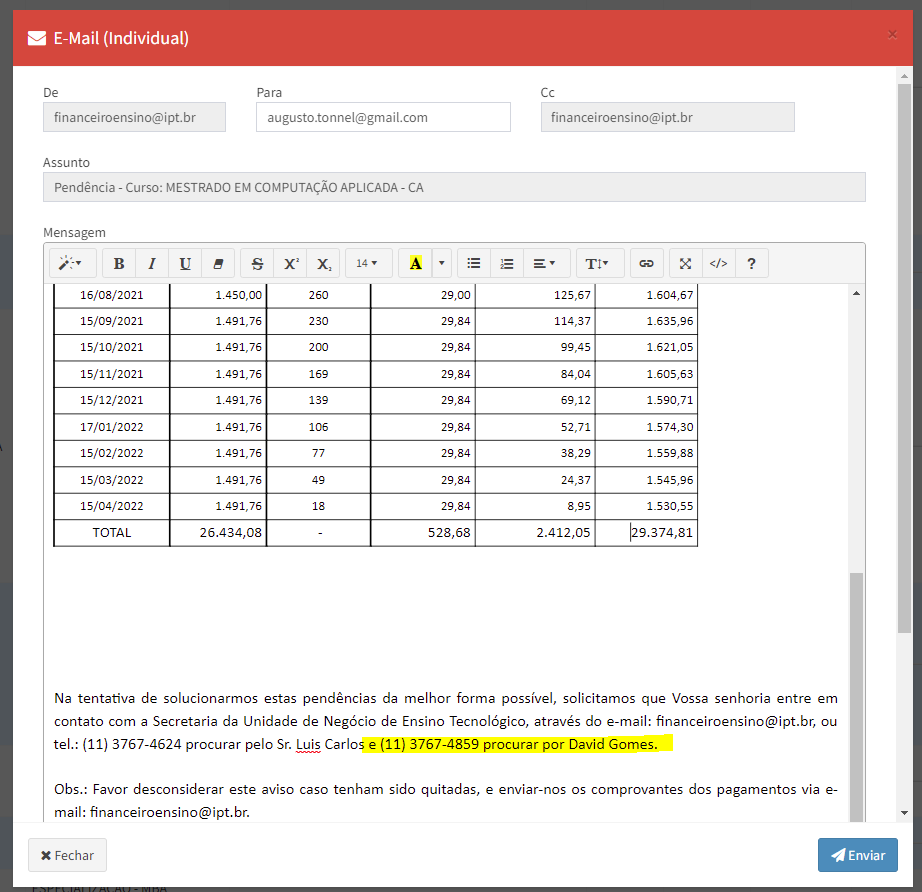 E-Mail (Individual) ×
De Para Cc
financeiroensino@ipt.br augusto.tonnel@gmail.com financeiroensino@ipt.br
Assunto
Pendência - Curso: MESTRADO EM COMPUTAÇÃO APLICADA - CA
Mensagem
B I U S X² X₂ 14 A T </> ?
16/08/2021 1.450,00 260 29,00 125,67 1.604,67
15/09/2021 1.491,76 230 29,84 114,37 1.635,96
15/10/2021 1.491,76 200 29,84 99,45 1.621,05
15/11/2021 1.491,76 169 29,84 84,04 1.605,63
15/12/2021 1.491,76 139 29,84 69,12 1.590,71
17/01/2022 1.491,76 106 29,84 52,71 1.574,30
15/02/2022 1.491,76 77 29,84 38,29 1.559,88
15/03/2022 1.491,76 49 29,84 24,37 1.545,96
15/04/2022 1.491,76 18 29,84 8,95 1.530,55
TOTAL 26.434,08 - 528,68 2.412,05 29.374,81
Na tentativa de solucionarmos estas pendências da melhor forma possível, solicitamos que Vossa senhoria entre em
contato com a Secretaria da Unidade de Negócio de Ensino Tecnológico, através do e-mail: financeiroensino@ipt.br, ou
tel.: (11) 3767-4624 procurar pelo Sr. Luis Carlos e (11) 3767-4859 procurar por David Gomes.
Obs.: Favor desconsiderar este aviso caso tenham sido quitadas, e enviar-nos os comprovantes dos pagamentos via e-
mail: financeiroensino@ipt.br.
Fechar Enviar
ESPECIALIZAÇÃO - MBA